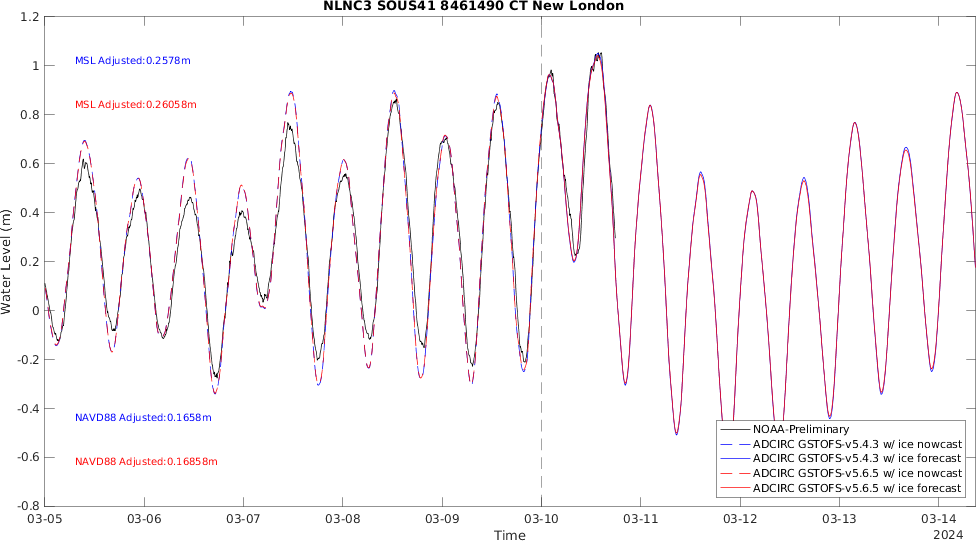 NLNC3 SOUS41 8461490 CT New London
1.2
1
0.8
0.6
0.4
0.2
0
-0.2
-0.4
-0.6
-0.8
Water Level (m)
MSL Adjusted:0.2578m
MSL Adjusted:0.26058m
NAVD88 Adjusted:0.1658m
NAVD88 Adjusted:0.16858m
NOAA-Preliminary
ADCIRC GSTOFS-v5.4.3 w/ ice nowcast
ADCIRC GSTOFS-v5.4.3 w/ ice forecast
ADCIRC GSTOFS-v5.6.5 w/ ice nowcast
ADCIRC GSTOFS-v5.6.5 w/ ice forecast
03-05 03-06 03-07 03-08 03-09 03-10 03-11 03-12 03-13 03-14
Time
2024